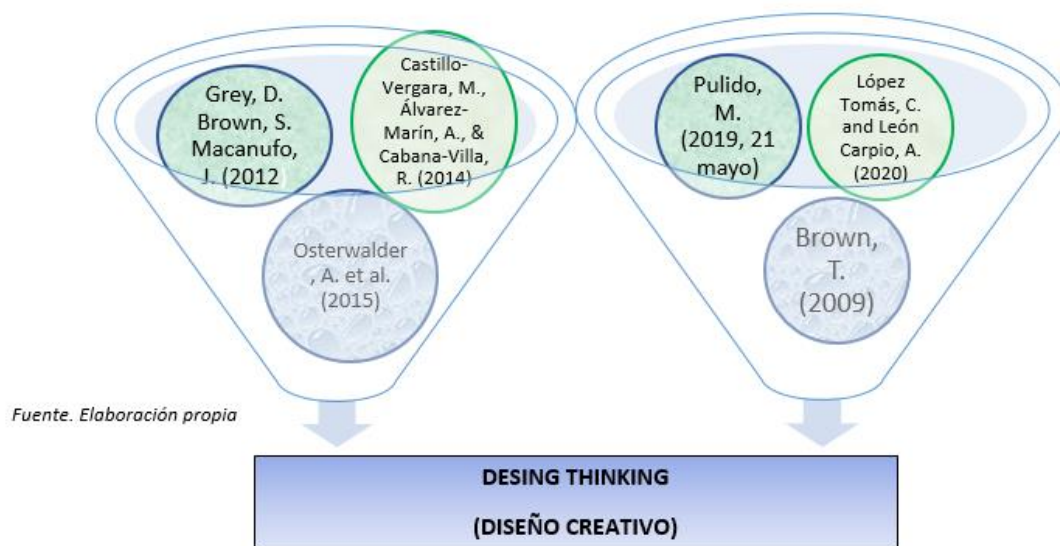 Grey, D.
Brown, S.
Macanufo,
J. (2012
Castillo-
Vergara, M.,
Álvarez-
Marín, A., &
Cabana-Villa,
R. (2014)
Osterwalder
, A. et al.
(2015)
Pulido,
M.
(2019, 21
mayo)
López
Tomás, C.
and León
Carpio, A.
(2020)
Brown,
T.
(2009)
Fuente. Elaboración propia
DESING THINKING
(DISEÑO CREATIVO)